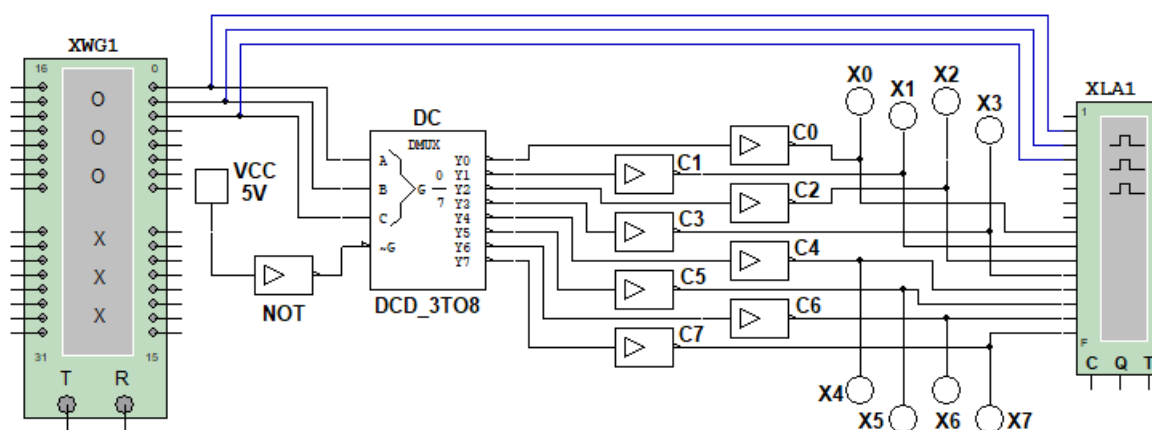 XWG1
16 0
O
O
O
X
X
X
31 15
T R
VCC
5V
NOT
DC
DMUX
A
B
C
~G
G 0
7
Y0
Y1
Y2
Y3
Y4
Y5
Y6
Y7
DCD_3TO8
C0
C1
C2
C3
C4
C5
C6
C7
X0
X1
X2
X3
X4
X5
X6
X7
XLA1
1
F
C Q T